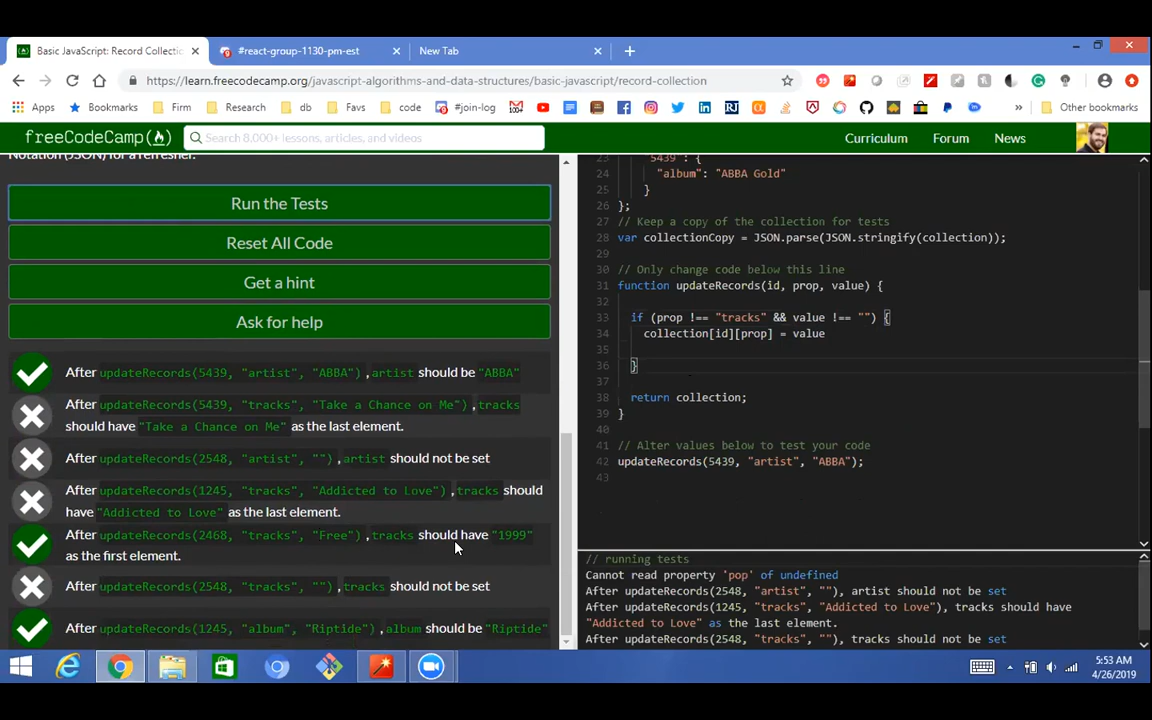 Basic JavaScript: Record Collectio
#react-group-1130-pm-est
New Tab
https://learn.freecodecamp.org/javascript-algorithms-and-data-structures/basic-javascript/record-collection
Apps Bookmarks Firm Research db Favs code #join-log Other bookmarks
freeCodeCamp Search 8,000+ lessons, articles, and videos Curriculum Forum News
Notation (JSON) for a refresher.
Run the Tests
Reset All Code
Get a hint
Ask for help
After updateRecords(5439, "artist", "ABBA") , artist should be "ABBA"
After updateRecords(5439, "tracks", "Take a Chance on Me") , tracks
should have "Take a Chance on Me" as the last element.
After updateRecords(2548, "artist", "") , artist should not be set
After updateRecords(1245, "tracks", "Addicted to Love") , tracks should
have "Addicted to Love" as the last element.
After updateRecords(2468, "tracks", "Free") , tracks should have "1999"
as the first element.
After updateRecords(2548, "tracks", "") , tracks should not be set
After updateRecords(1245, "album", "Riptide") , album should be "Riptide"
23 "5439": {
24 "album": "ABBA Gold"
25 }
26 };
27 // Keep a copy of the collection for tests
28 var collectionCopy = JSON.parse(JSON.stringify(collection));
29
30 // Only change code below this line
31 function updateRecords(id, prop, value) {
32
33 if (prop !== "tracks" && value !== "") {
34 collection[id][prop] = value
35
36 }
37
38 return collection;
39 }
40
41 // Alter values below to test your code
42 updateRecords(5439, "artist", "ABBA");
43
// running tests
Cannot read property 'pop' of undefined
After updateRecords(2548, "artist", ""), artist should not be set
After updateRecords(1245, "tracks", "Addicted to Love"), tracks should have
"Addicted to Love" as the last element.
After updateRecords(2548, "tracks", ""), tracks should not be set
5:53 AM
4/26/2019